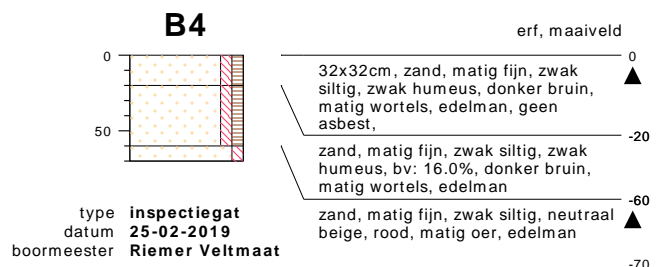 B4
erf, maaiveld
0
0
32x32cm, zand, matig fijn, zwak
siltig, zwak humeus, donker bruin,
matig wortels, edelman, geen
asbest,
-20
50
zand, matig fijn, zwak siltig, zwak
humeus, bv: 16.0%, donker bruin,
matig wortels, edelman
-60
zand, matig fijn, zwak siltig, neutraal
beige, rood, matig oer, edelman
-70
type inspectiegat
datum 25-02-2019
boormeester Riemer Veltmaat